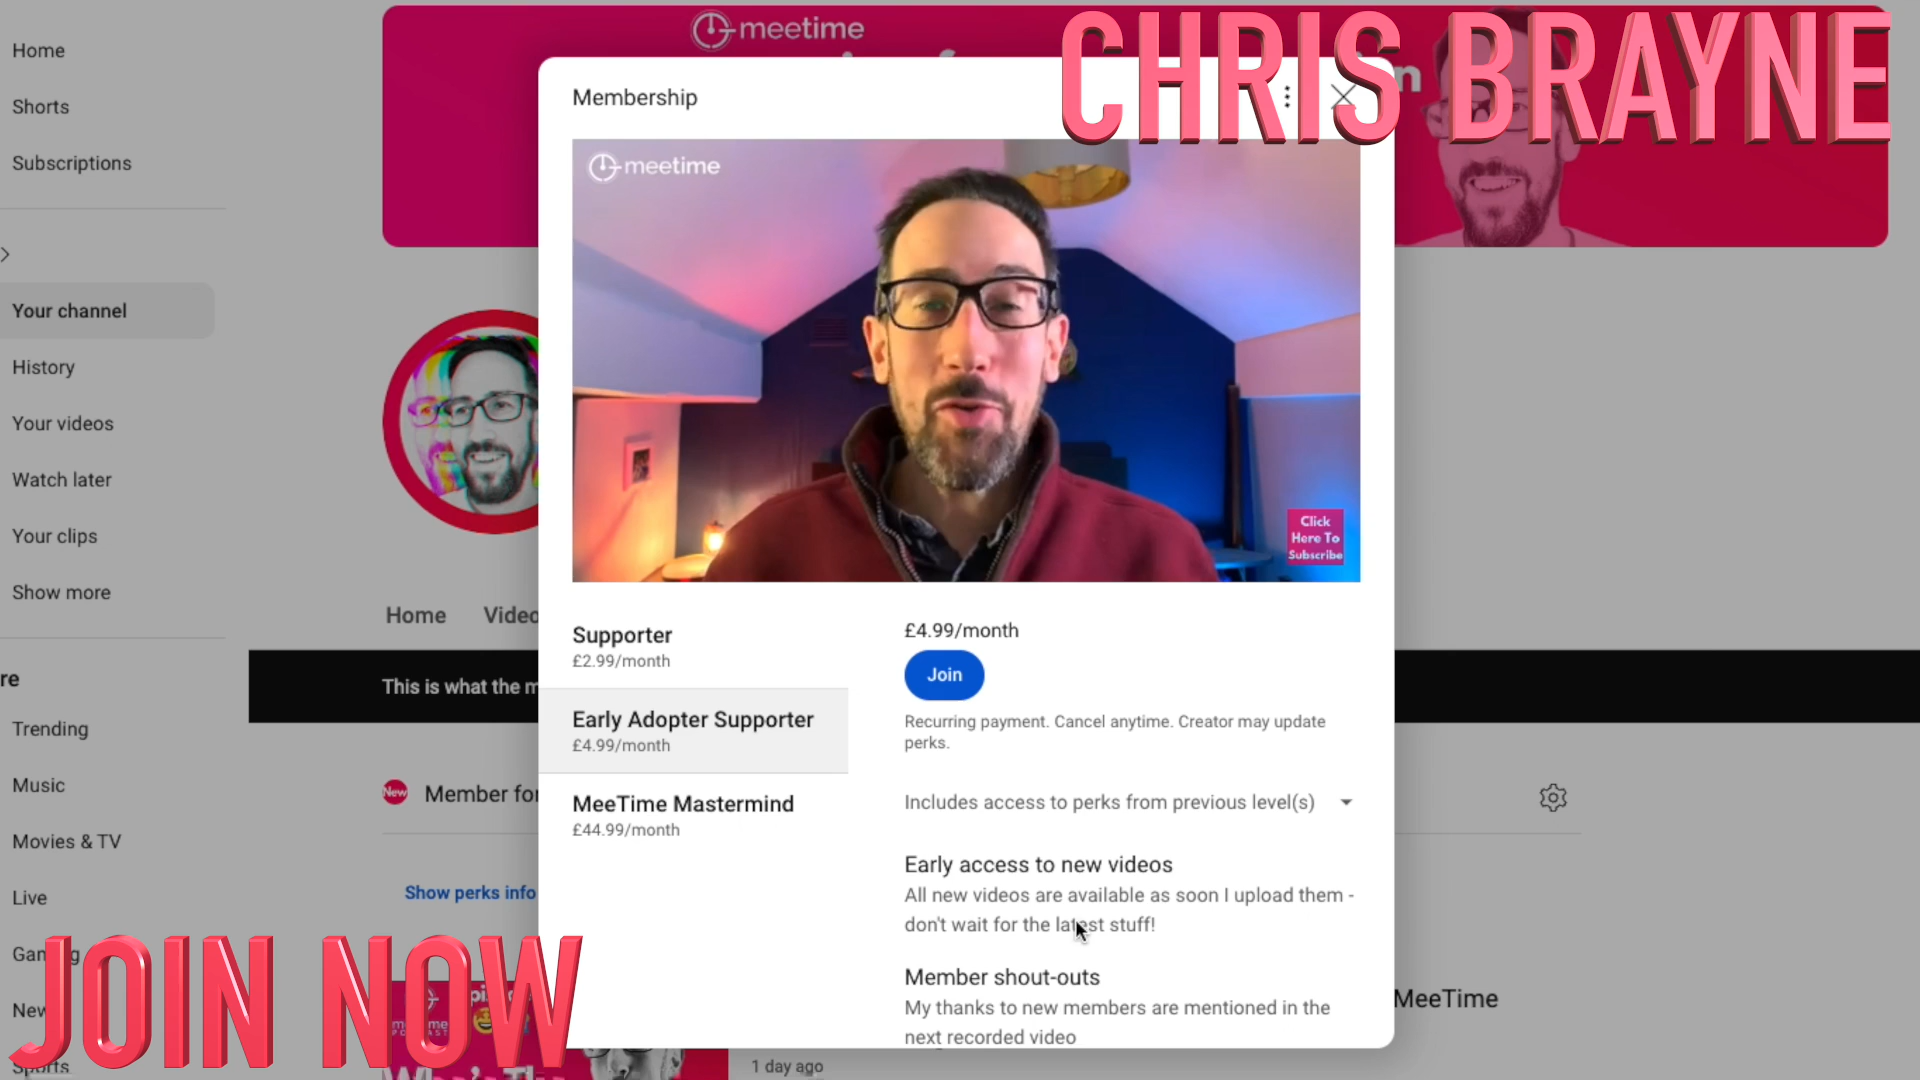 CHRIS BRAYNE
meetime
Home
Shorts
Subscriptions
Your channel
History
Your videos
Watch later
Your clips
Show more
Trending
Music
Movies & TV
Live
Membership
meetime
Click
Here To
Subscribe
Home
Supporter
£2.99/month
Early Adopter Supporter
£4.99/month
MeeTime Mastermind
£44.99/month
£4.99/month
Join
Recurring payment. Cancel anytime. Creator may update
perks.
Includes access to perks from previous level(s)
Early access to new videos
All new videos are available as soon I upload them -
don't wait for the latest stuff!
Member shout-outs
My thanks to new members are mentioned in the
next recorded video
This is what the
New
Member
Show perks info
MeeTime
1 day ago
JOIN NOW
Sports